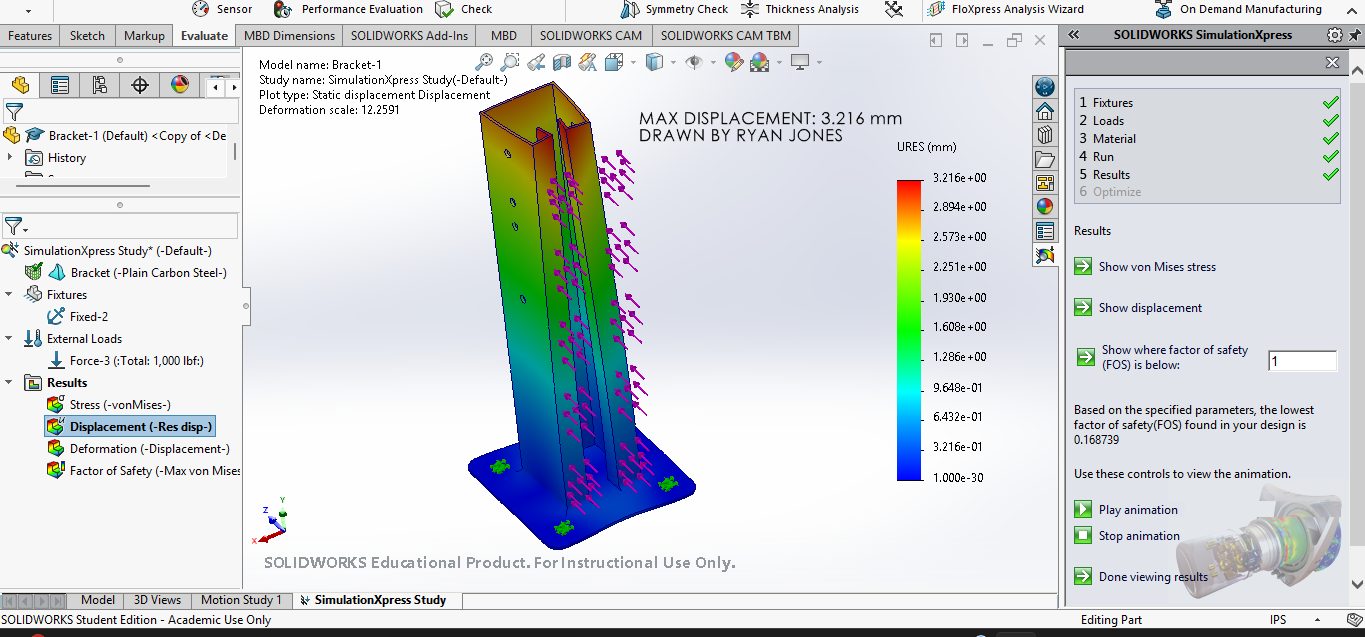 Sensor
Performance Evaluation
Check
Symmetry Check
Thickness Analysis
FloXpress Analysis Wizard
On Demand Manufacturing
Features
Sketch
Markup
Evaluate
MBD Dimensions
SOLIDWORKS Add-Ins
MBD
SOLIDWORKS CAM
SOLIDWORKS CAM TBM
Bracket-1 (Default) <Copy of <De
History
SimulationXpress Study* (-Default-)
Bracket (-Plain Carbon Steel-)
Fixtures
Fixed-2
External Loads
Force-3 (:Total: 1,000 lbf:)
Results
Stress (-vonMises-)
Displacement (-Res disp-)
Deformation (-Displacement-)
Factor of Safety (-Max von Mises
Model name: Bracket-1
Study name: SimulationXpress Study(-Default-)
Plot type: Static displacement Displacement
Deformation scale: 12.2591
MAX DISPLACEMENT: 3.216 mm
DRAWN BY RYAN JONES
URES (mm)
3.216e+00
2.894e+00
2.573e+00
2.251e+00
1.930e+00
1.608e+00
1.286e+00
9.648e-01
6.432e-01
3.216e-01
1.000e-30
Y
Z
X
SOLIDWORKS Educational Product. For Instructional Use Only.
SOLIDWORKS SimulationXpress
1 Fixtures
2 Loads
3 Material
4 Run
5 Results
6 Optimize
Results
Show von Mises stress
Show displacement
Show where factor of safety
(FOS) is below:
1
Based on the specified parameters, the lowest
factor of safety(FOS) found in your design is
0.168739
Use these controls to view the animation.
Play animation
Stop animation
Done viewing results
Model
3D Views
Motion Study 1
SimulationXpress Study
SOLIDWORKS Student Edition - Academic Use Only
Editing Part
IPS